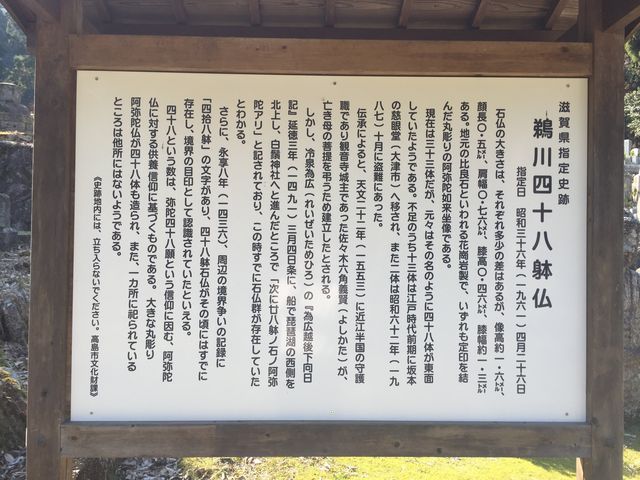 滋賀県指定史跡
鵜川四十八躰仏
指定日　昭和三十六年（一九六一）四月二十六日
石仏の大きさは、それぞれ多少の差はあるが、像高約一・六㍍、
顔長〇・五㍍、肩幅〇・七六㍍、膝高〇・四六㍍、膝幅約一・三㍍
ある。地元の比良石といわれる花崗岩製で、いずれも定印を結
んだ丸彫りの阿弥陀如来坐像である。
現在は三十三体だが、元々はその名のように四十八体が東面
していたようである。不足のうち十三体は江戸時代前期に坂本
の慈眼堂（大津市）へ移され、また二体は昭和六十二年（一九
八七）十月に盗難にあった。
伝承によると、天文二十二年（一五五三）に近江半国の守護
職であり観音寺城主であった佐々木六角義賢（よしかた）が、
亡き母の菩提を弔うため建立したとされる。
しかし、冷泉為広（れいぜいためひろ）の『為広越後下向日
記』延徳三年（一四九一）三月四日条に、船で琵琶湖の西側を
北上し、白鬚神社へと進んだところで「次に廿八躰ノ石ノ阿弥
陀アリ」と記されており、この時すでに石仏群が存在していた
とわかる。
さらに、永享八年（一四三六）、周辺の境界争いの記録に
「四拾八躰」の文字があり、四十八躰石仏がその頃にはすでに
存在し、境界の目印として認識されていたといえる。
四十八という数は、弥陀四十八願という信仰に因む、阿弥陀
仏に対する供養信仰に基づくものである。大きな丸彫り
阿弥陀仏が四十八体も造られ、また、一カ所に祀られている
ところは他所にはないようである。
《史跡地内には、立ち入らないでください。高島市文化財課》